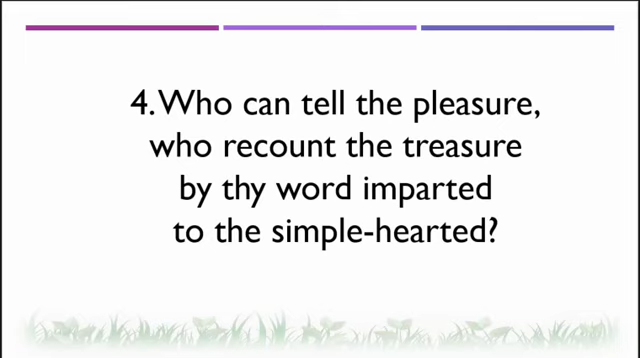 4. Who can tell the pleasure,
who recount the treasure
by thy word imparted
to the simple-hearted?